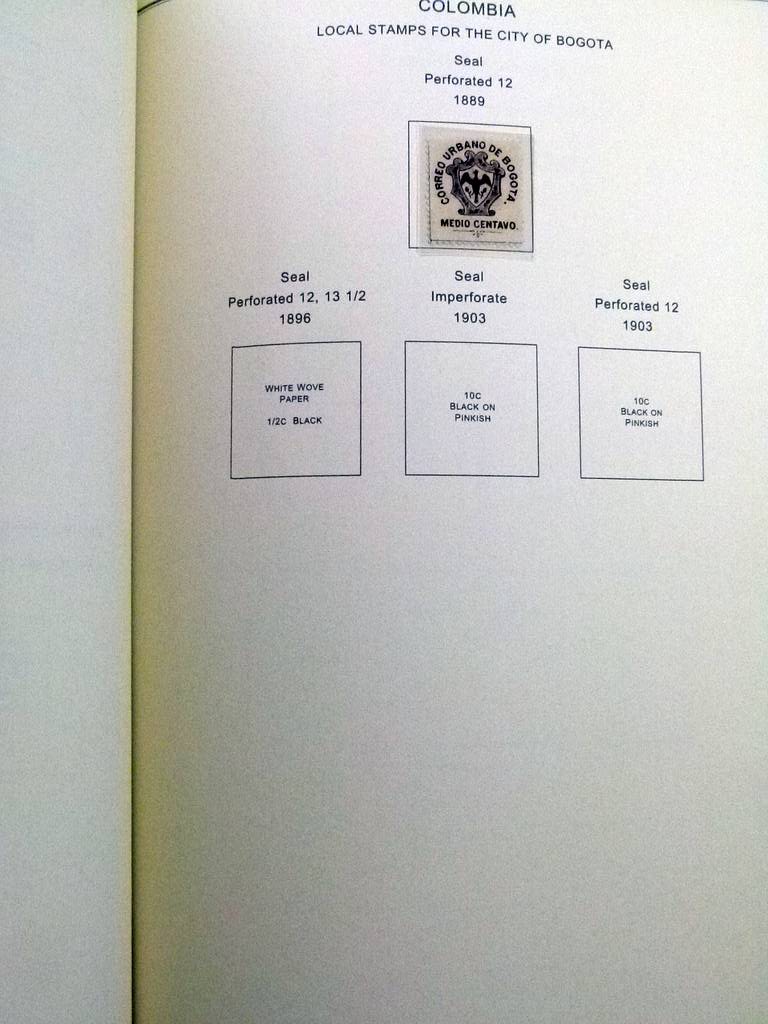 COLOMBIA
LOCAL STAMPS FOR THE CITY OF BOGOTA
Seal
Perforated 12
1889
CORREO URBANO DE BOGOTA.
MEDIO CENTAVO.
Seal
Perforated 12, 13 1/2
1896
Seal
Imperforate
1903
Seal
Perforated 12
1903
WHITE WOVE
PAPER
1/2C BLACK
10C
BLACK ON
PINKISH
10C
BLACK ON
PINKISH